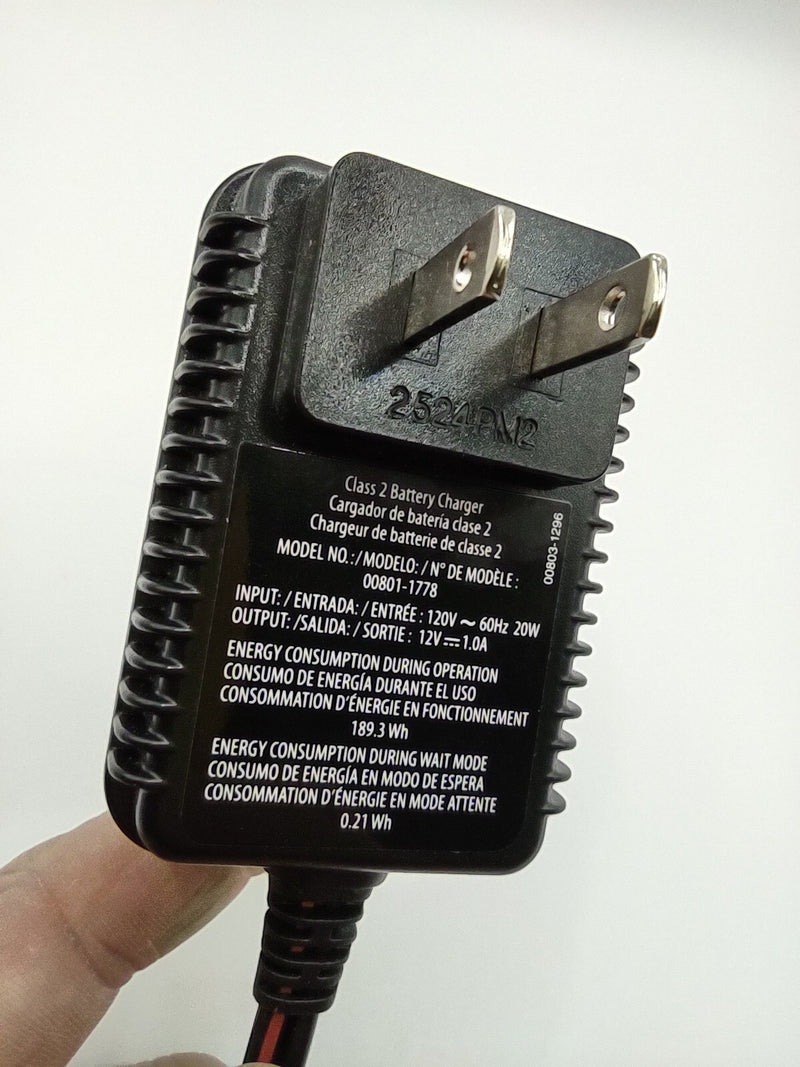 2524PM2
Class 2 Battery Charger
Cargador de batería clase 2
Chargeur de batterie de classe 2
00803-1296
MODEL NO.:/MODELO: / N° DE MODÈLE :
00801-1778
INPUT: / ENTRADA: / ENTRÉE : 120V ~ 60Hz 20W
OUTPUT: /SALIDA: / SORTIE : 12V ⎓ 1.0A
ENERGY CONSUMPTION DURING OPERATION
CONSUMO DE ENERGÍA DURANTE EL USO
CONSOMMATION D'ÉNERGIE EN FONCTIONNEMENT
189.3 Wh
ENERGY CONSUMPTION DURING WAIT MODE
CONSUMO DE ENERGÍA EN MODO DE ESPERA
CONSOMMATION D'ÉNERGIE EN MODE ATTENTE
0.21 Wh